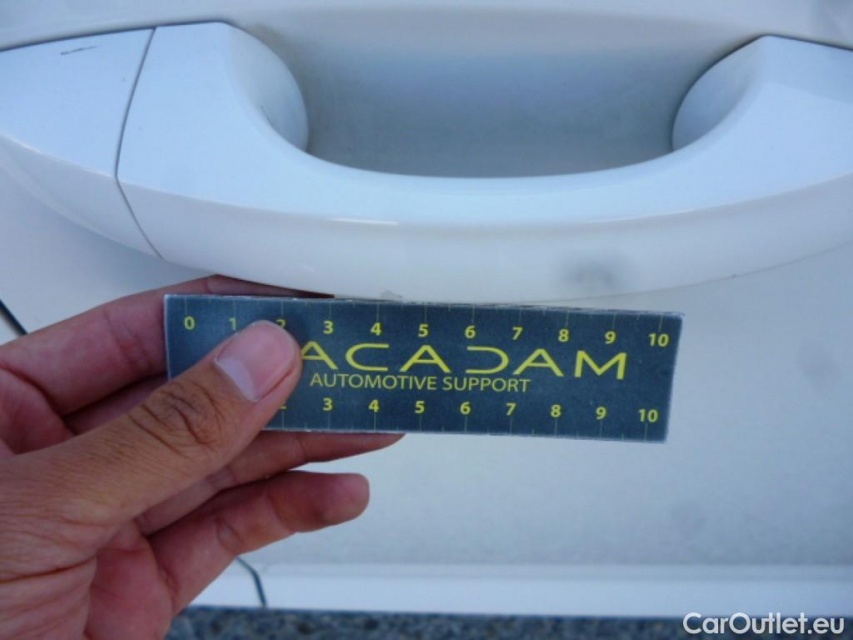 0 1 2 3 4 5 6 7 8 9 10
ACADAM
AUTOMOTIVE SUPPORT
2 3 4 5 6 7 8 9 10
CarOutlet.eu